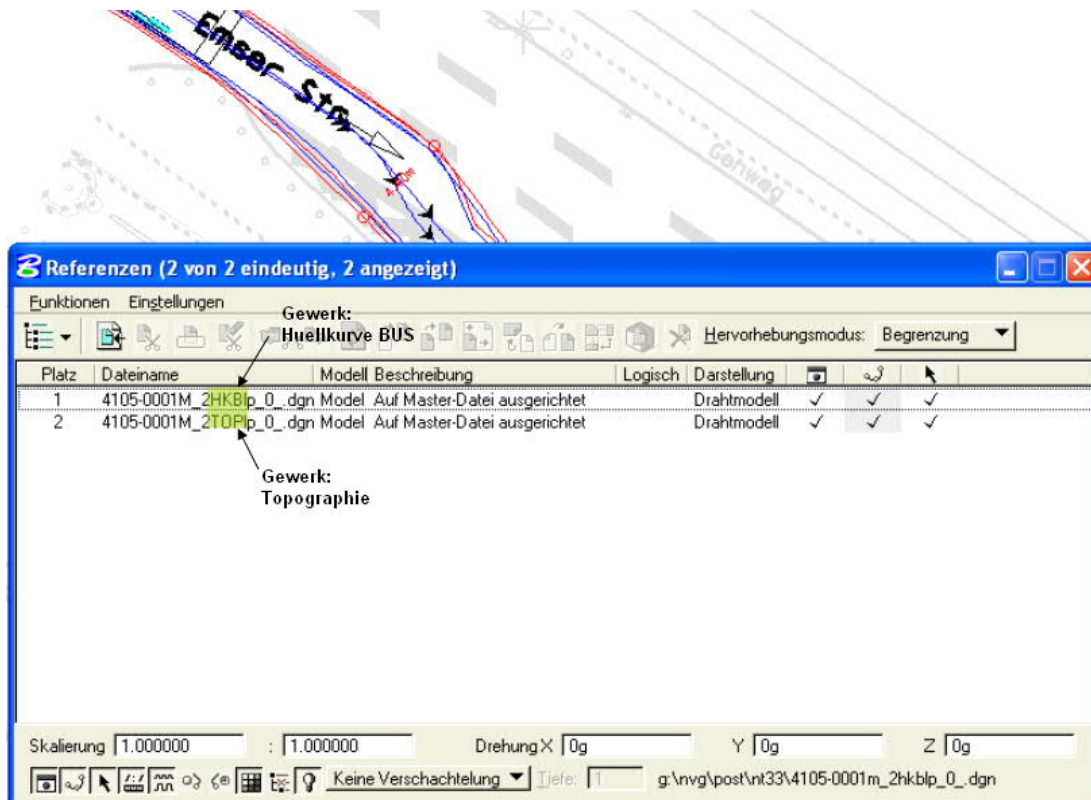 Emser Str.
Gehweg
Referenzen (2 von 2 eindeutig, 2 angezeigt)
Funktionen Einstellungen
Gewerk:
Huellkurve BUS
Hervorhebungsmodus: Begrenzung
Platz Dateiname Modell Beschreibung Logisch Darstellung
1 4105-0001M_2HKBlp_0_.dgn Model Auf Master-Datei ausgerichtet Drahtmodell
2 4105-0001M_2TOPlp_0_.dgn Model Auf Master-Datei ausgerichtet Drahtmodell
Gewerk:
Topographie
Skalierung 1.000000 : 1.000000 Drehung X 0g Y 0g Z 0g
Keine Verschachtelung Tiefe: 1 g:\nvg\post\nt33\4105-0001m_2hkblp_0_.dgn